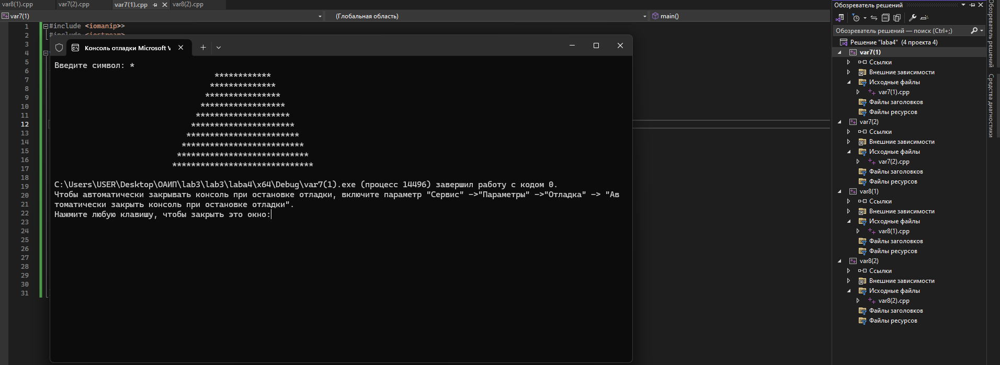 var8(1).cpp
var7(2).cpp
var7(1).cpp
var8(2).cpp
var7(1)
(Глобальная область)
main()
1 #include <iomanip>>
2 #include <iostream>
3
4
5
6
7
8
9
10
11
12
13
14
15
16
17
18
19
20
21
22
23
24
25
26
27
28
29
30
31
Консоль отладки Microsoft V
Введите символ: *
************
**************
****************
******************
********************
**********************
************************
**************************
****************************
******************************
C:\Users\USER\Desktop\ОАИП\lab3\lab3\laba4\x64\Debug\var7(1).exe (процесс 14496) завершил работу с кодом 0.
Чтобы автоматически закрывать консоль при остановке отладки, включите параметр "Сервис" ->"Параметры" ->"Отладка" -> "Ав
томатически закрыть консоль при остановке отладки".
Нажмите любую клавишу, чтобы закрыть это окно:
Обозреватель решений
Обозреватель решений — поиск (Ctrl+;)
Решение "laba4" (4 проекта 4)
var7(1)
Ссылки
Внешние зависимости
Исходные файлы
var7(1).cpp
Файлы заголовков
Файлы ресурсов
var7(2)
Ссылки
Внешние зависимости
Исходные файлы
var7(2).cpp
Файлы заголовков
Файлы ресурсов
var8(1)
Ссылки
Внешние зависимости
Исходные файлы
var8(1).cpp
Файлы заголовков
Файлы ресурсов
var8(2)
Ссылки
Внешние зависимости
Исходные файлы
var8(2).cpp
Файлы заголовков
Файлы ресурсов
Обозреватель решений
Средства диагностики